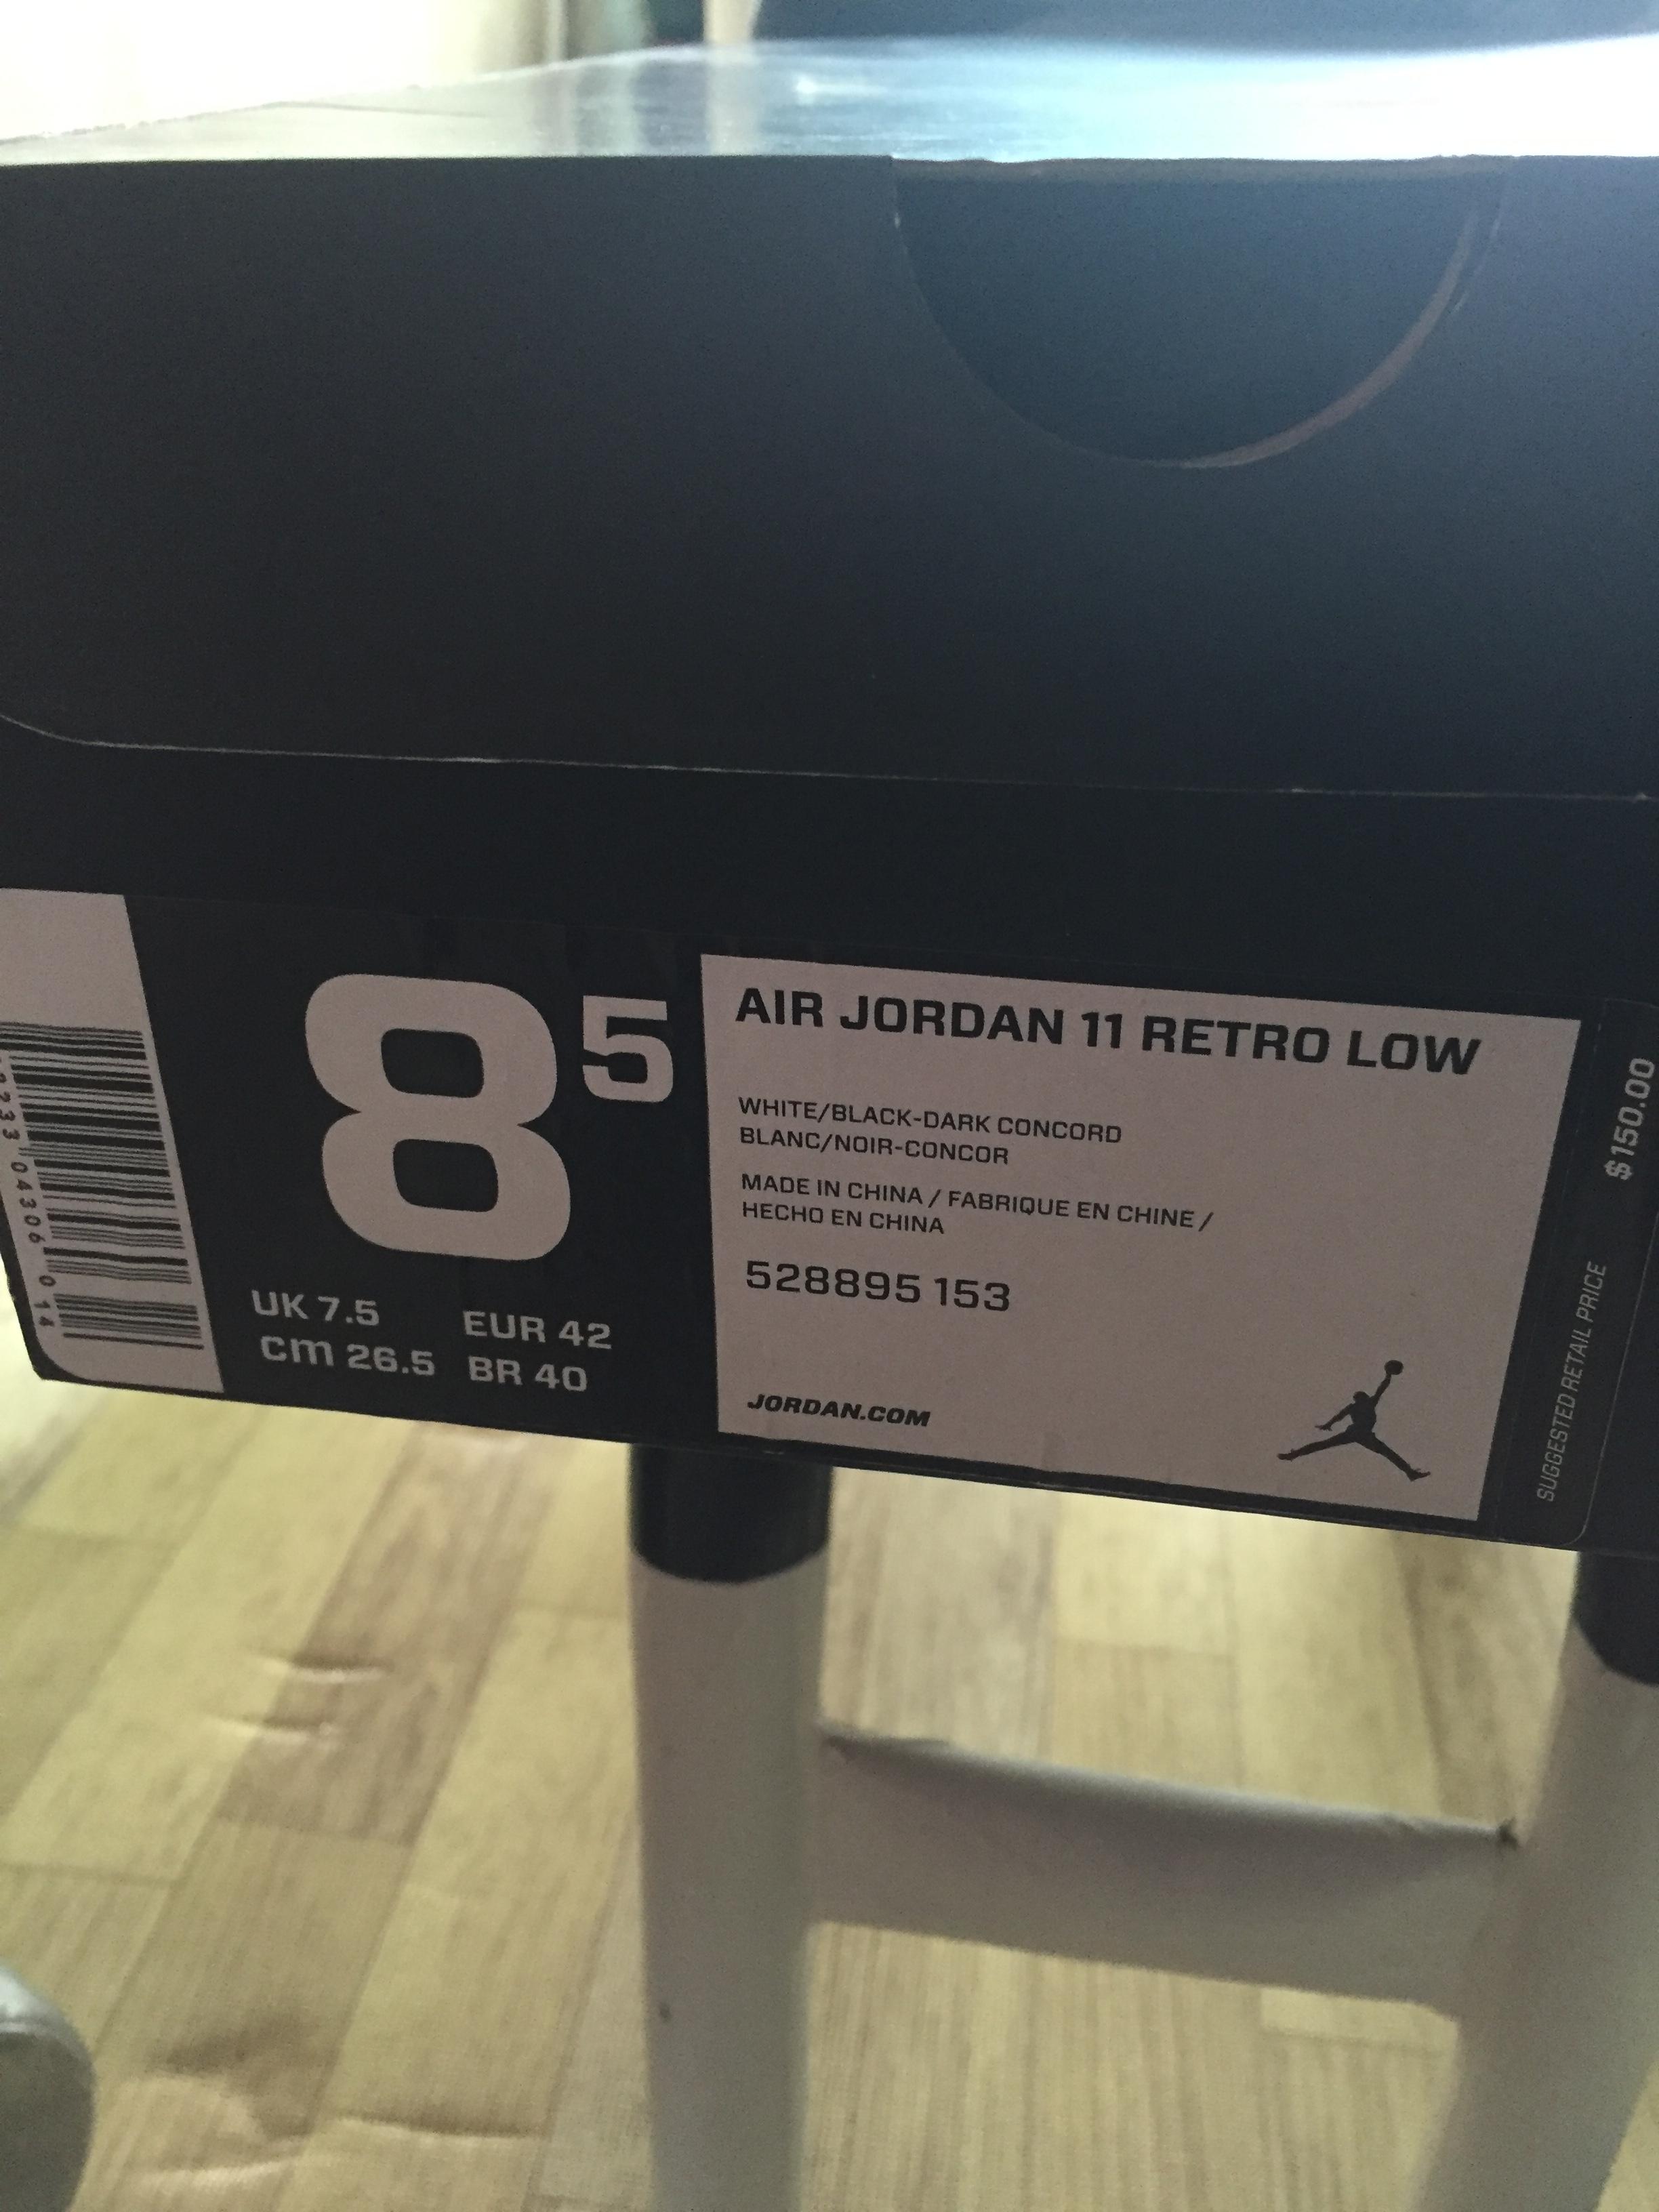 8 5
UK 7.5 EUR 42
cm 26.5 BR 40
AIR JORDAN 11 RETRO LOW
WHITE/BLACK-DARK CONCORD
BLANC/NOIR-CONCOR
MADE IN CHINA / FABRIQUE EN CHINE /
HECHO EN CHINA
528895 153
JORDAN.COM
SUGGESTED RETAIL PRICE $150.00
04306 014